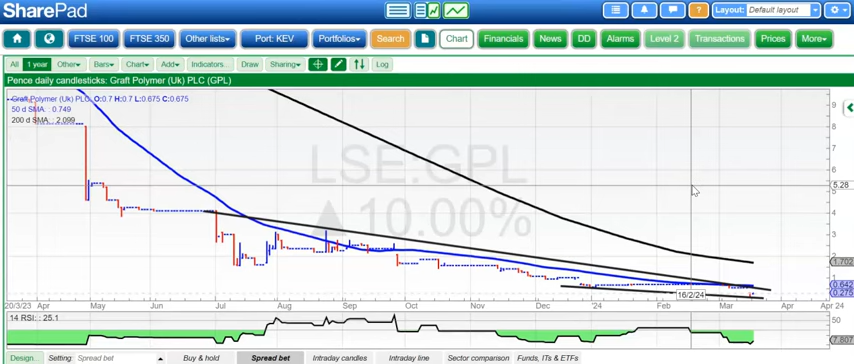 SharePad
Layout: Default layout
FTSE 100 FTSE 350 Other lists Port: KEV Portfolios Search Chart Financials News DD Alarms Level 2 Transactions Prices More
All 1 year Other Bars Chart Add Indicators... Draw Sharing Log
Pence daily candlesticks: Graft Polymer (Uk) PLC (GPL)
Graft Polymer (Uk) PLC O:0.7 H:0.7 L:0.675 C:0.675
50 d SMA: 0.749
200 d SMA: 2.099
LSE:GPL
▲10.00%
9
8
7
6
5.28
4
3
2
1.702
1
0.642
0.275
16/2/24
20/3/23 Apr May Jun Jul Aug Sep Oct Nov Dec '24 Feb Mar Apr Apr 24
14 RSI: : 25.1
50
7.807
Design... Setting: Spread bet Buy & hold Spread bet Intraday candles Intraday line Sector comparison Funds, ITs & ETFs